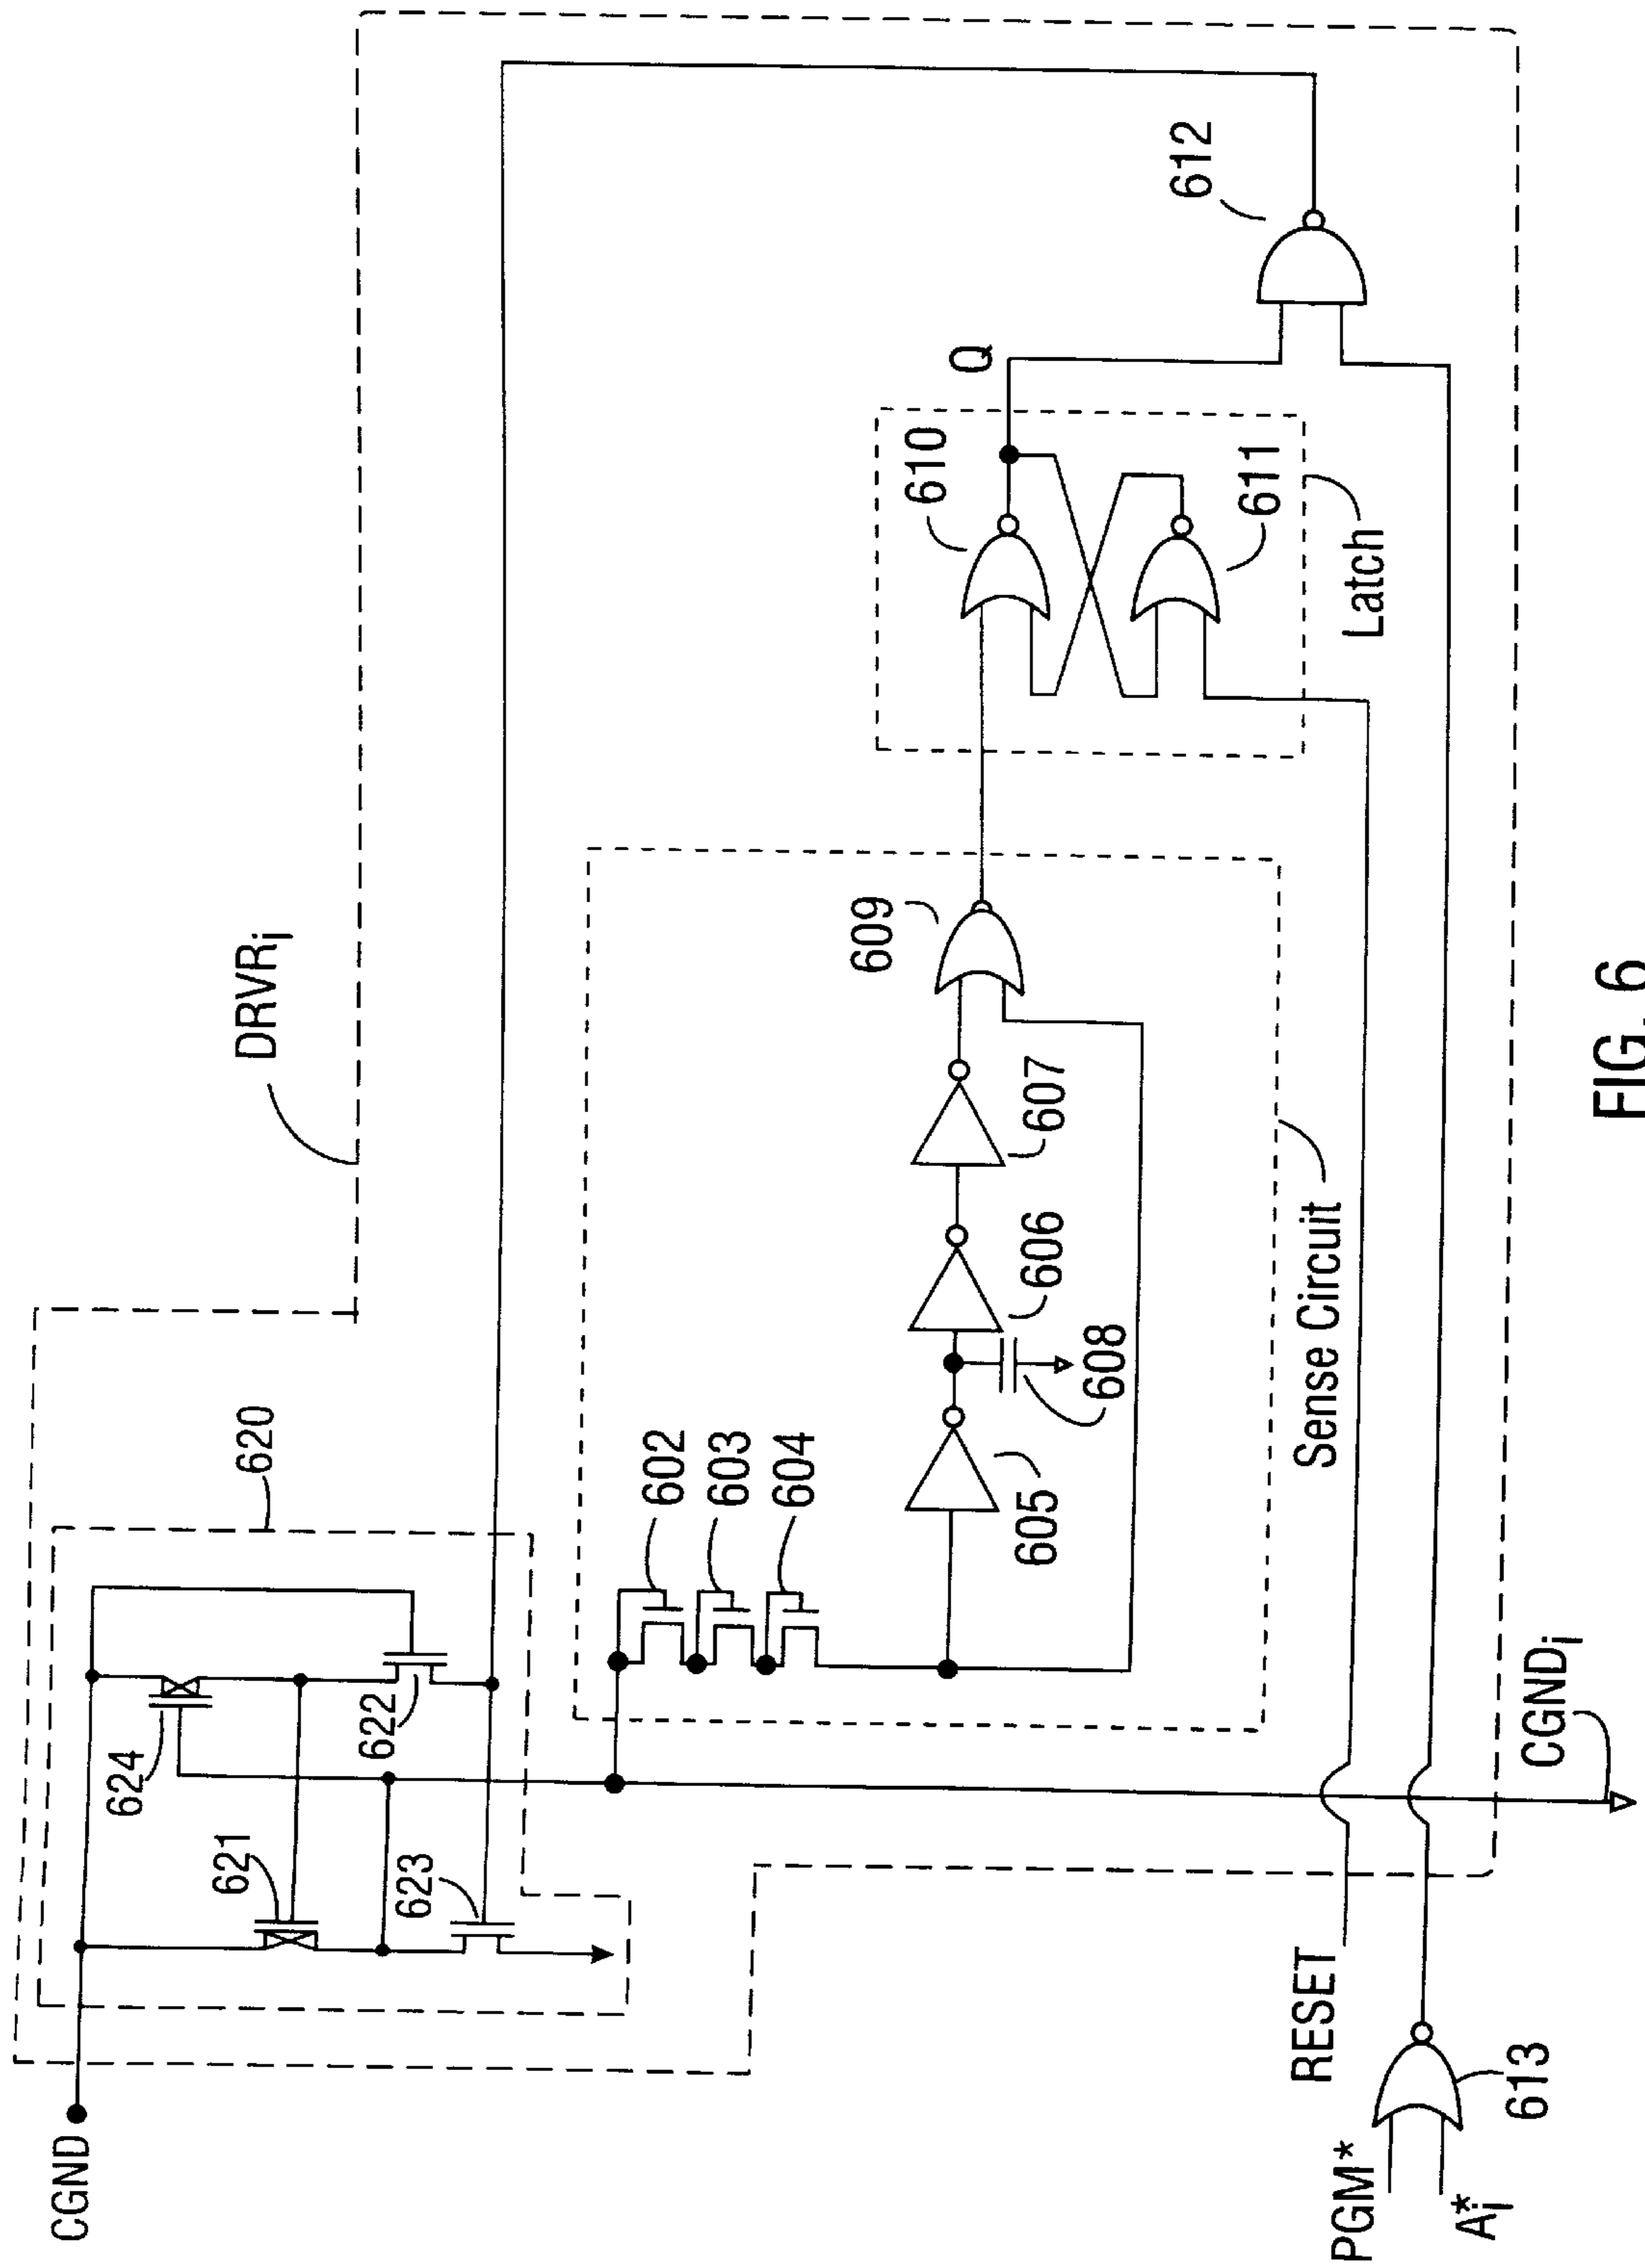 CGND
620
624
621
622
623
DRVRi
602
603
604
605
606
607
608
609
Sense Circuit
610
611
Latch
Q
612
RESET
PGM*
Ai*
613
CGNDi
FIG. 6